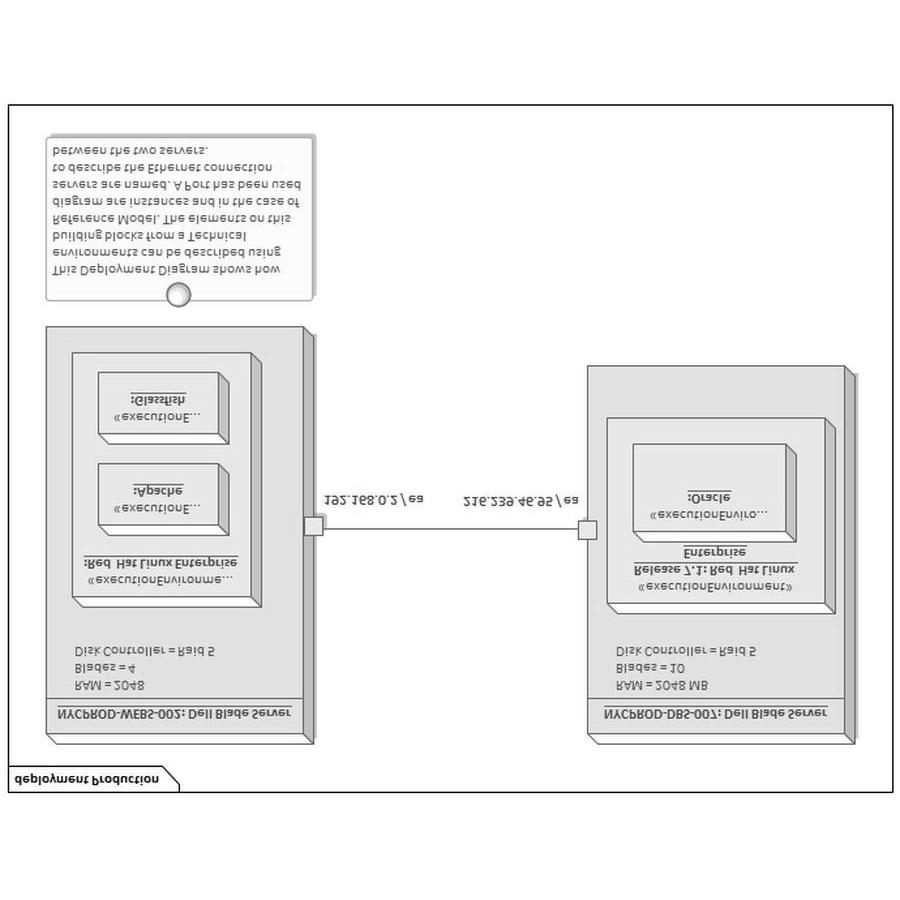 deployment Production
NYCPROD-WEBS-002: Dell Blade Server
RAM = 2048
Blades = 4
Disk Controller = Raid 5
«executionEnvironme...
:Red Hat Linux Enterprise
«executionE...
:Apache
«executionE...
:Glassfish
192.168.0.2 / ea
216.239.46.95 / ea
NYCPROD-DBS-007: Dell Blade Server
RAM = 2048 MB
Blades = 10
Disk Controller = Raid 5
«executionEnvironment»
Release 7.1: Red Hat Linux
Enterprise
«executionEnviro...
:Oracle
This Deployment Diagram shows how
environments can be described using
building blocks from a Technical
Reference Model. The elements on this
diagram are instances and in the case of
servers are named. A Port has been used
to describe the Ethernet connection
between the two servers.